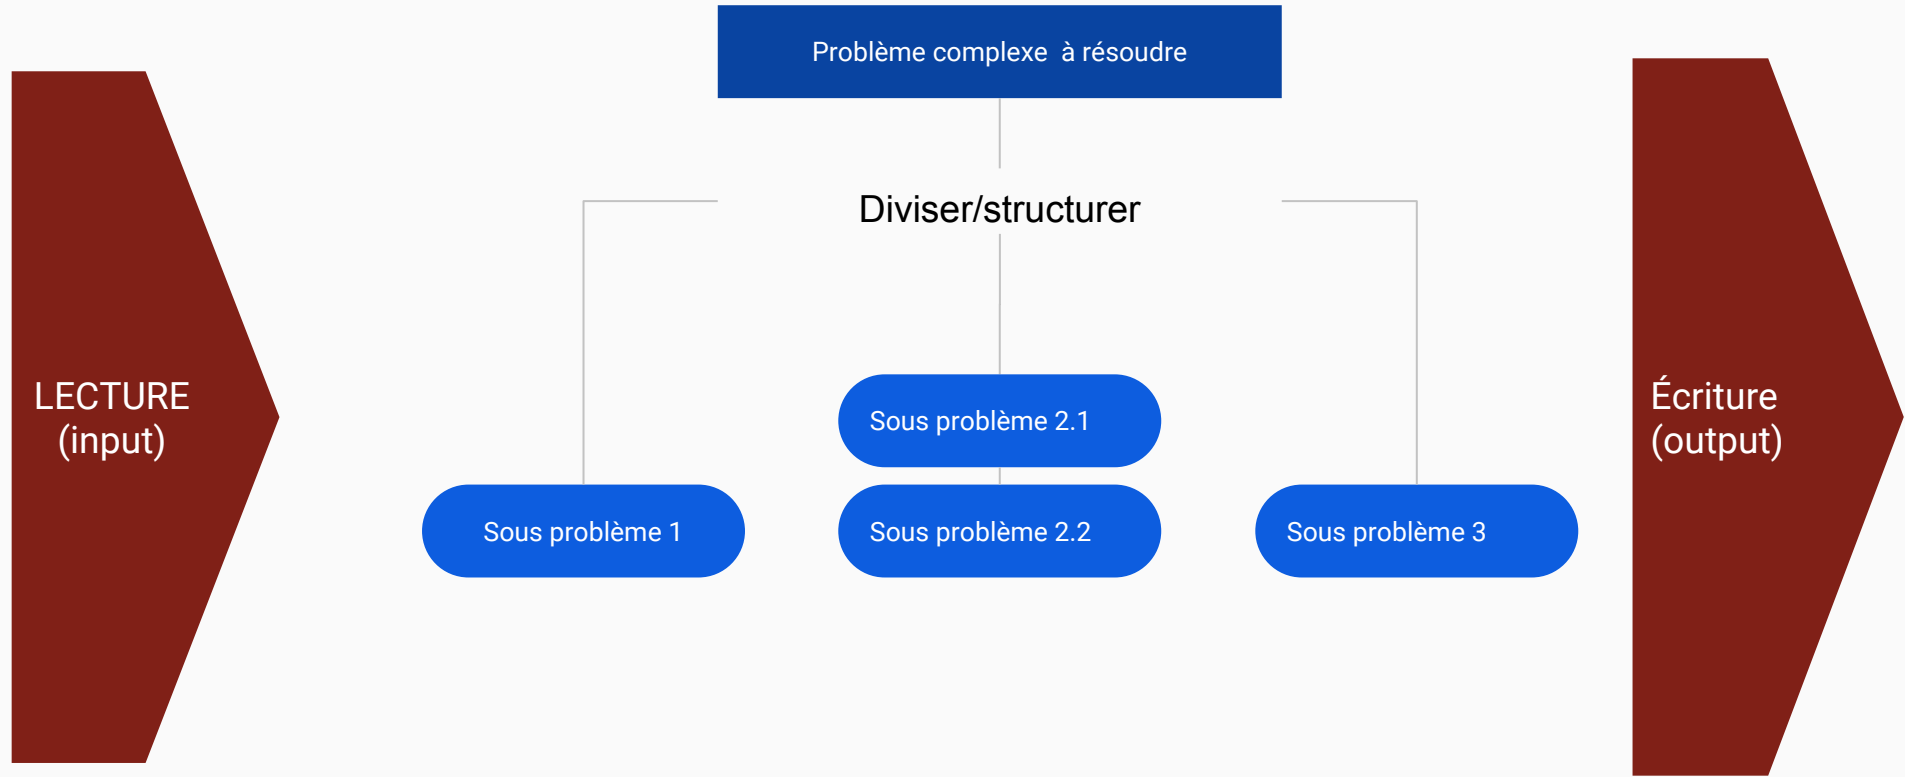 Problème complexe  à résoudre
Diviser/structurer
LECTURE
(input)
Sous problème 1
Sous problème 2.1
Sous problème 2.2
Sous problème 3
Écriture
(output)